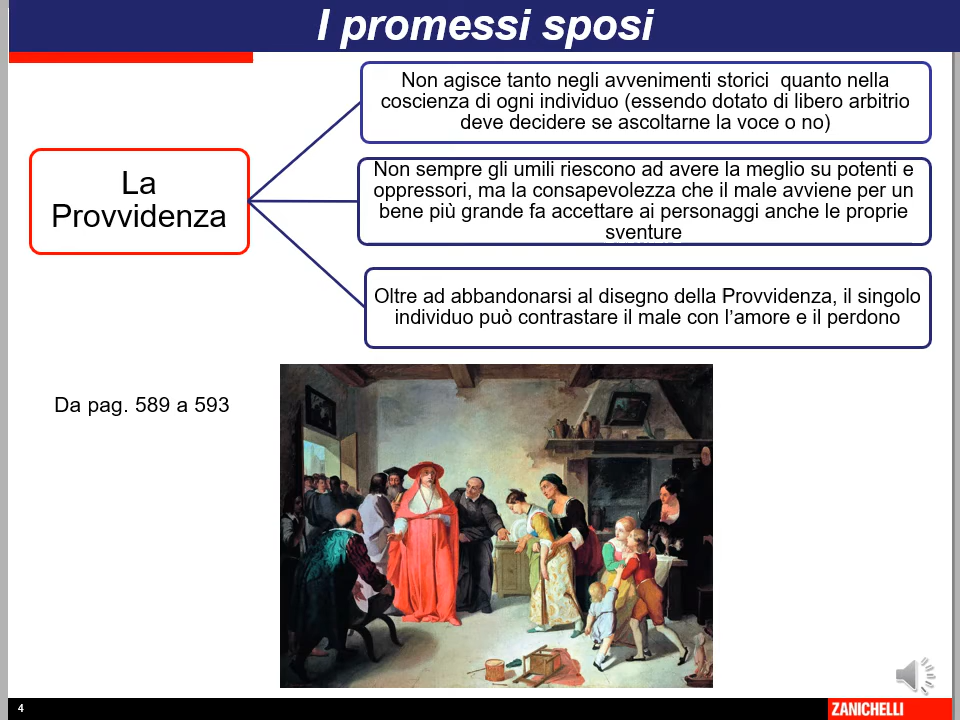 I promessi sposi
La
Provvidenza
Non agisce tanto negli avvenimenti storici  quanto nella
coscienza di ogni individuo (essendo dotato di libero arbitrio
deve decidere se ascoltarne la voce o no)
Non sempre gli umili riescono ad avere la meglio su potenti e
oppressori, ma la consapevolezza che il male avviene per un
bene più grande fa accettare ai personaggi anche le proprie
sventure
Oltre ad abbandonarsi al disegno della Provvidenza, il singolo
individuo può contrastare il male con l’amore e il perdono
Da pag. 589 a 593
4
ZANICHELLI